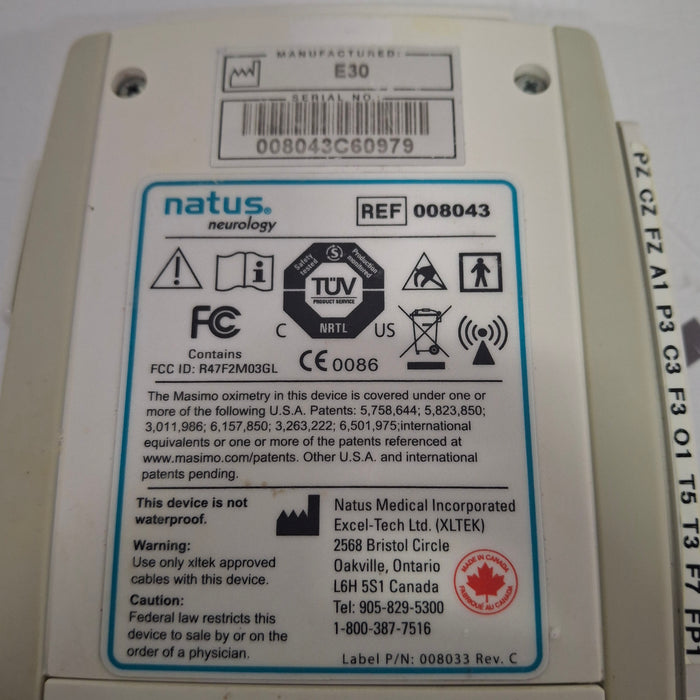 MANUFACTURED:
E30
SERIAL NO.:
008043C60979
natus®
neurology
REF 008043
Safety tested
Production monitored
TÜV
PRODUCT SERVICE
C NRTL US
FC
Contains
FCC ID: R47F2M03GL
CE 0086
The Masimo oximetry in this device is covered under one or
more of the following U.S.A. Patents: 5,758,644; 5,823,850;
3,011,986; 6,157,850; 3,263,222; 6,501,975;international
equivalents or one or more of the patents referenced at
www.masimo.com/patents. Other U.S.A. and international
patents pending.
This device is not
waterproof.
Warning:
Use only xltek approved
cables with this device.
Caution:
Federal law restricts this
device to sale by or on the
order of a physician.
Natus Medical Incorporated
Excel-Tech Ltd. (XLTEK)
2568 Bristol Circle
Oakville, Ontario
L6H 5S1 Canada
Tel: 905-829-5300
1-800-387-7516
MADE IN CANADA
FABRIQUÉ AU CANADA
Label P/N: 008033 Rev. C
PZ CZ FZ A1 P3 C3 F3 O1 T5 T3 F7 FP1